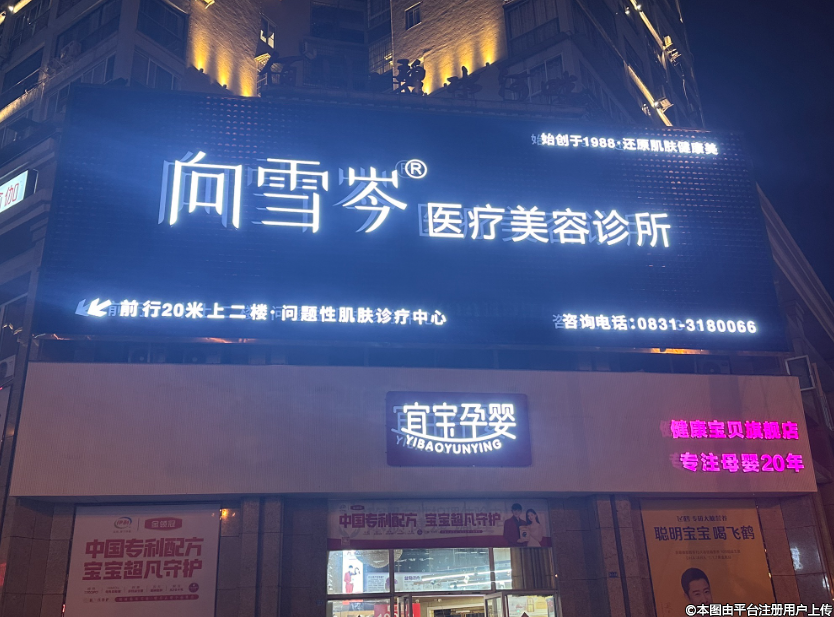 始创于1988·还原肌肤健康美
向雪岑®
医疗美容诊所
前行20米上二楼·问题性肌肤诊疗中心
咨询电话:0831-3180066
宜宝孕婴
YIBAOYUNYING
健康宝贝旗舰店
专注母婴20年
中国专利配方 宝宝超凡守护
中国专利配方
宝宝超凡守护
聪明宝宝 喝飞鹤
©本图由平台注册用户上传